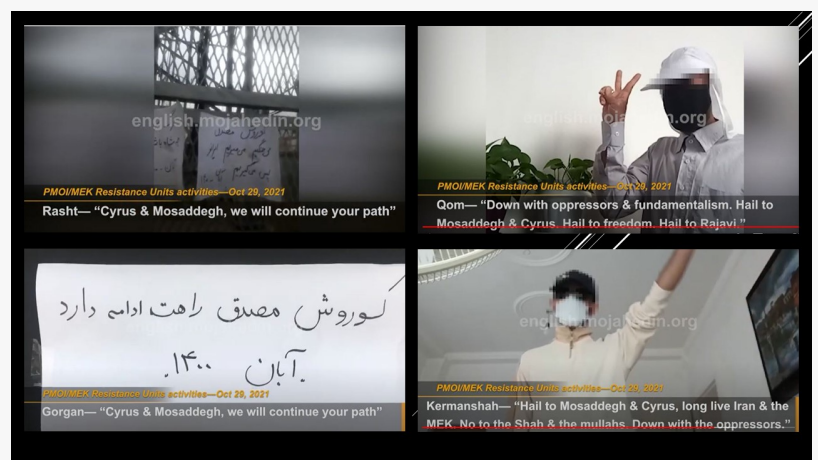 english.mojahedin.org
کوروش مصدق
PMOI/MEK Resistance Units activities—Oct 29, 2021
Rasht— “Cyrus & Mosaddegh, we will continue your path”
english.mojahedin.org
PMOI/MEK Resistance Units activities—Oct 29, 2021
Qom— “Down with oppressors & fundamentalism. Hail to
Mosaddegh & Cyrus. Hail to freedom. Hail to Rajavi.”
کوروش مصدق راهت ادامه دارد
آبان ۱۴۰۰
PMOI/MEK Resistance Units activities—Oct 29, 2021
Gorgan— “Cyrus & Mosaddegh, we will continue your path”
english.mojahedin.org
PMOI/MEK Resistance Units activities—Oct 29, 2021
Kermanshah— “Hail to Mosaddegh & Cyrus, long live Iran & the
MEK. No to the Shah & the mullahs. Down with the oppressors.”